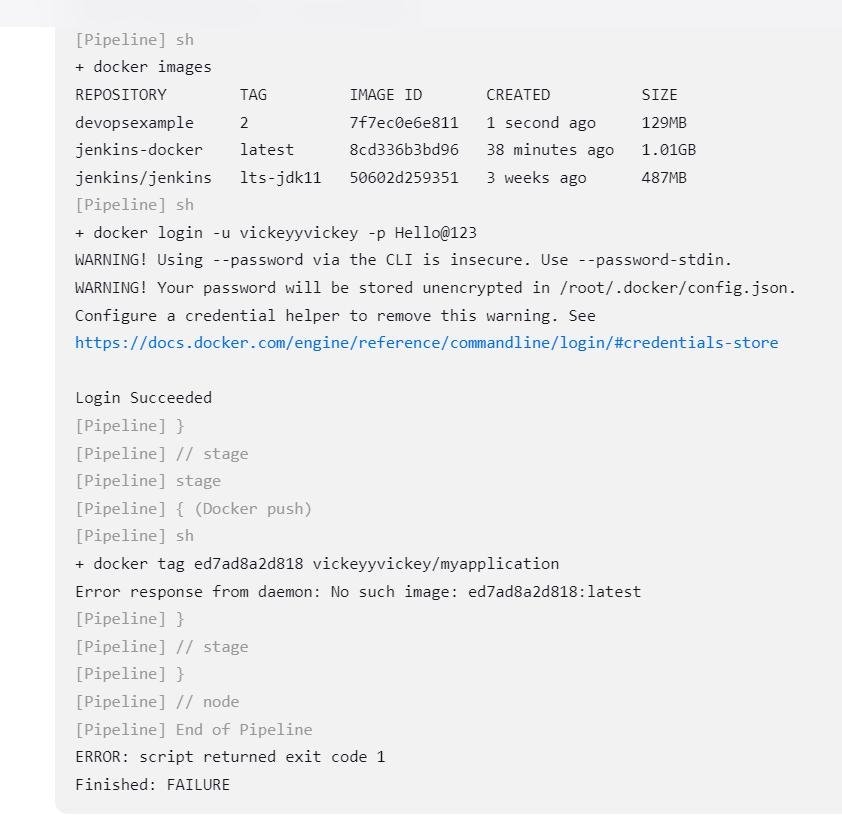 [Pipeline] sh
+ docker images
REPOSITORY TAG IMAGE ID CREATED SIZE
devopsexample 2 7f7ec0e6e811 1 second ago 129MB
jenkins-docker latest 8cd336b3bd96 38 minutes ago 1.01GB
jenkins/jenkins lts-jdk11 50602d259351 3 weeks ago 487MB
[Pipeline] sh
+ docker login -u vickeyyvickey -p Hello@123
WARNING! Using --password via the CLI is insecure. Use --password-stdin.
WARNING! Your password will be stored unencrypted in /root/.docker/config.json.
Configure a credential helper to remove this warning. See
https://docs.docker.com/engine/reference/commandline/login/#credentials-store
Login Succeeded
[Pipeline] }
[Pipeline] // stage
[Pipeline] stage
[Pipeline] { (Docker push)
[Pipeline] sh
+ docker tag ed7ad8a2d818 vickeyyvickey/myapplication
Error response from daemon: No such image: ed7ad8a2d818:latest
[Pipeline] }
[Pipeline] // stage
[Pipeline] }
[Pipeline] // node
[Pipeline] End of Pipeline
ERROR: script returned exit code 1
Finished: FAILURE